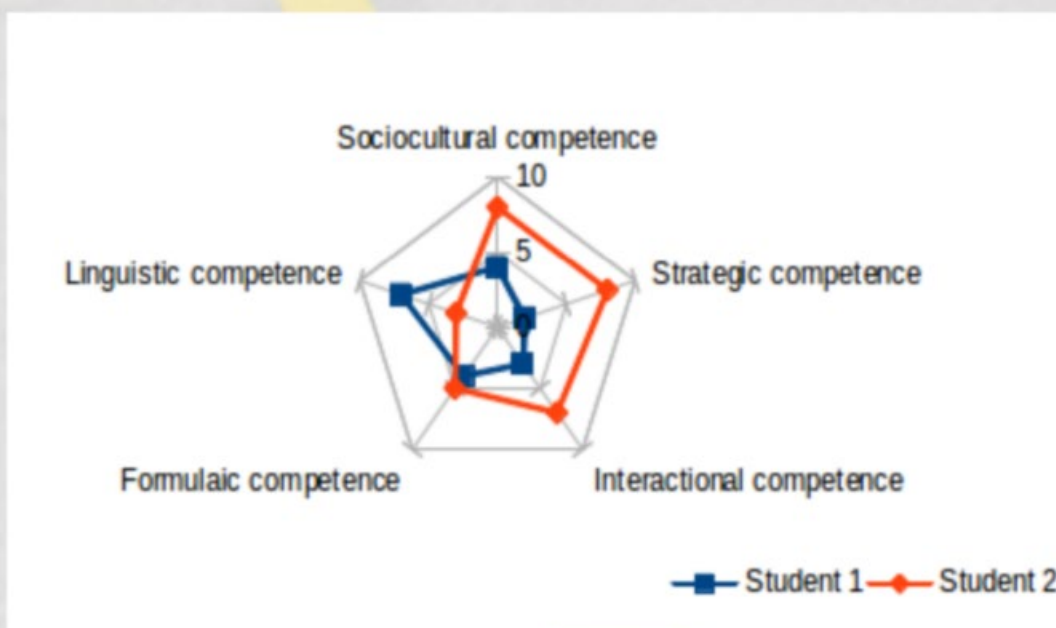 Sociocultural competence
10
5
0
Linguistic competence
Strategic competence
Formulaic competence
Interactional competence
Student 1
Student 2